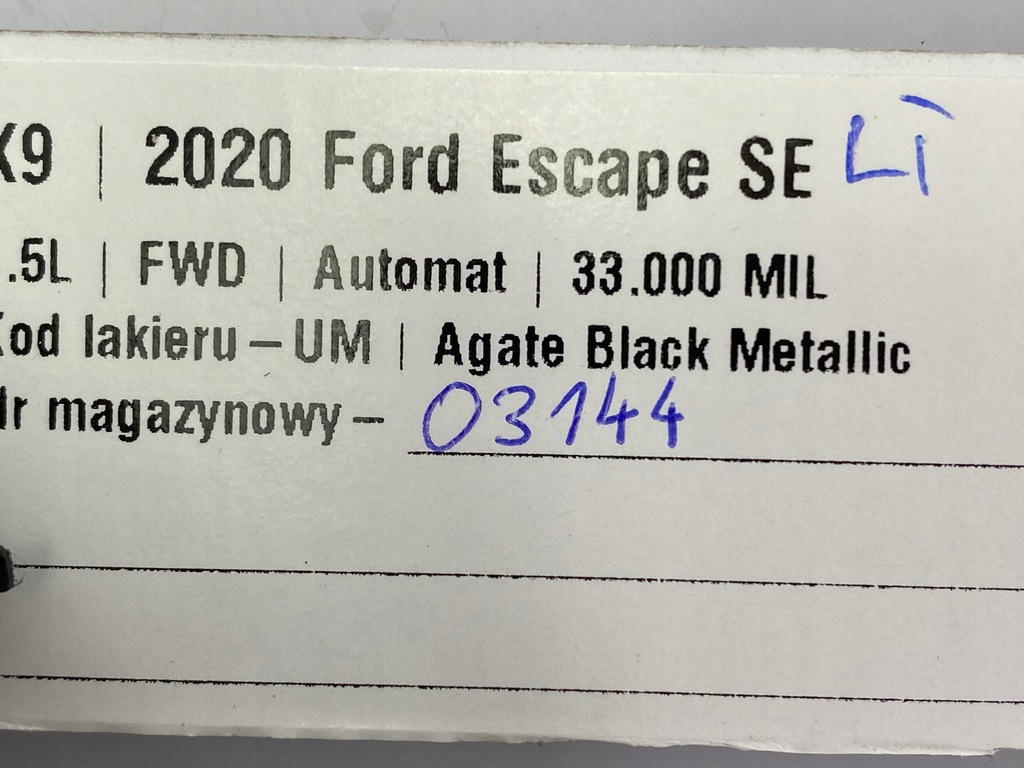 X9 | 2020 Ford Escape SE
.5L | FWD | Automat | 33.000 MIL
Kod lakieru – UM | Agate Black Metallic
Nr magazynowy – 03144